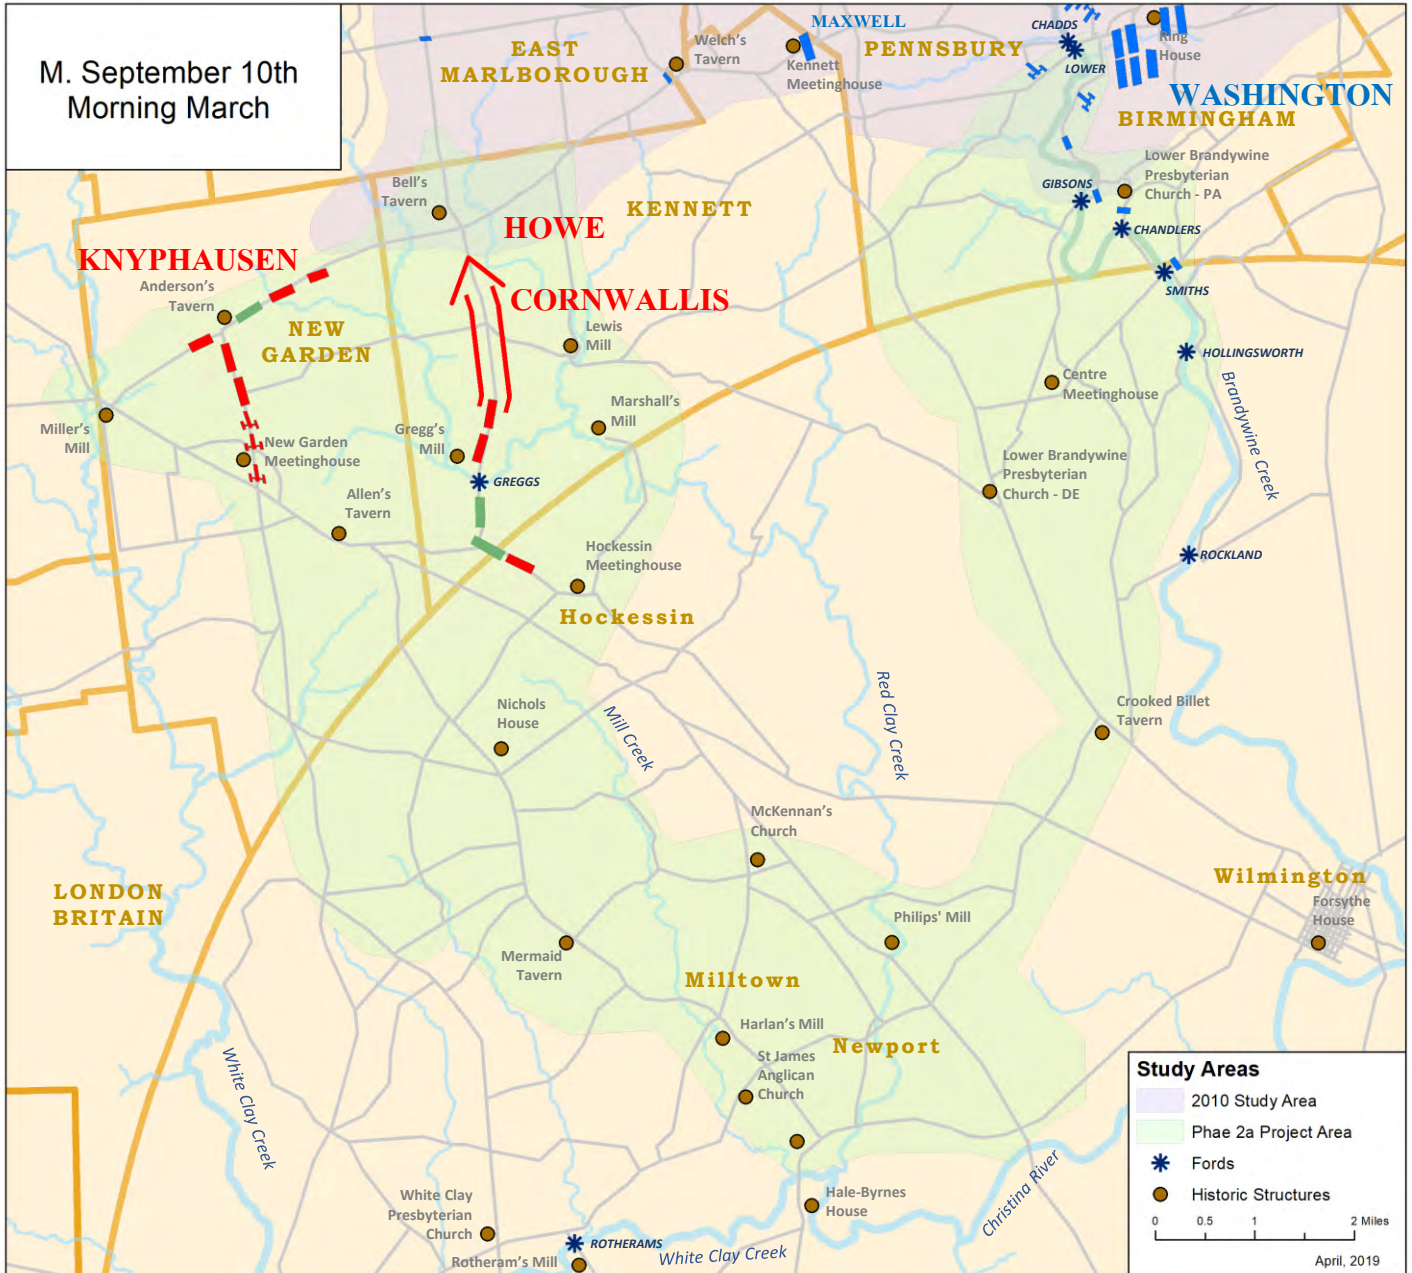 M. September 10th
Morning March
MAXWELL
CHADDS
EAST
MARLBOROUGH
Welch's
Tavern
Kennett
Meetinghouse
PENNSBURY
LOWER
Ring
House
WASHINGTON
BIRMINGHAM
Lower Brandywine
Presbyterian
Church - PA
GIBSONS
CHANDLERS
SMITHS
Bell's
Tavern
KENNETT
HOWE
KNYPHAUSEN
CORNWALLIS
Anderson's
Tavern
NEW
GARDEN
Lewis
Mill
HOLLINGSWORTH
Centre
Meetinghouse
Brandywine Creek
Miller's
Mill
New Garden
Meetinghouse
Gregg's
Mill
Marshall's
Mill
GREGGS
Allen's
Tavern
Lower Brandywine
Presbyterian
Church - DE
Hockessin
Meetinghouse
ROCKLAND
Hockessin
Nichols
House
Mill Creek
Red Clay Creek
Crooked Billet
Tavern
McKennan's
Church
LONDON
BRITAIN
Wilmington
Forsythe
House
Philips' Mill
Mermaid
Tavern
Milltown
Harlan's Mill
Newport
St James
Anglican
Church
White Clay Creek
White Clay
Presbyterian
Church
Hale-Byrnes
House
Christina River
ROTHERAMS
Rotheram's Mill
White Clay Creek
Study Areas
2010 Study Area
Phae 2a Project Area
Fords
Historic Structures
0 0.5 1 2 Miles
April, 2019